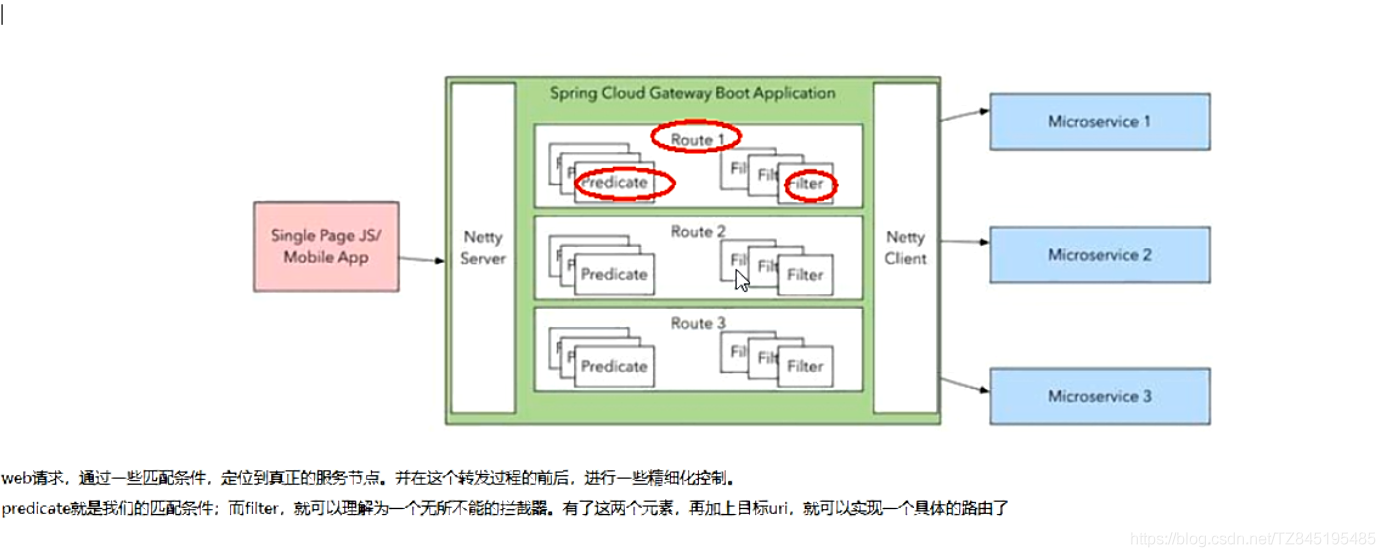 Spring Cloud Gateway Boot Application
Route 1
Predicate
Fil
Fil
Filter
Single Page JS/
Mobile App
Netty
Server
Route 2
Predicate
Fil
Fil
Filter
Netty
Client
Route 3
Predicate
Fil
Fil
Filter
Microservice 1
Microservice 2
Microservice 3
web请求，通过一些匹配条件，定位到真正的服务节点。并在这个转发过程的前后，进行一些精细化控制。
predicate就是我们的匹配条件；而filter，就可以理解为一个无所不能的拦截器。有了这两个元素，再加上目标uri，就可以实现一个具体的路由了
https://blog.csdn.net/TZ845195485